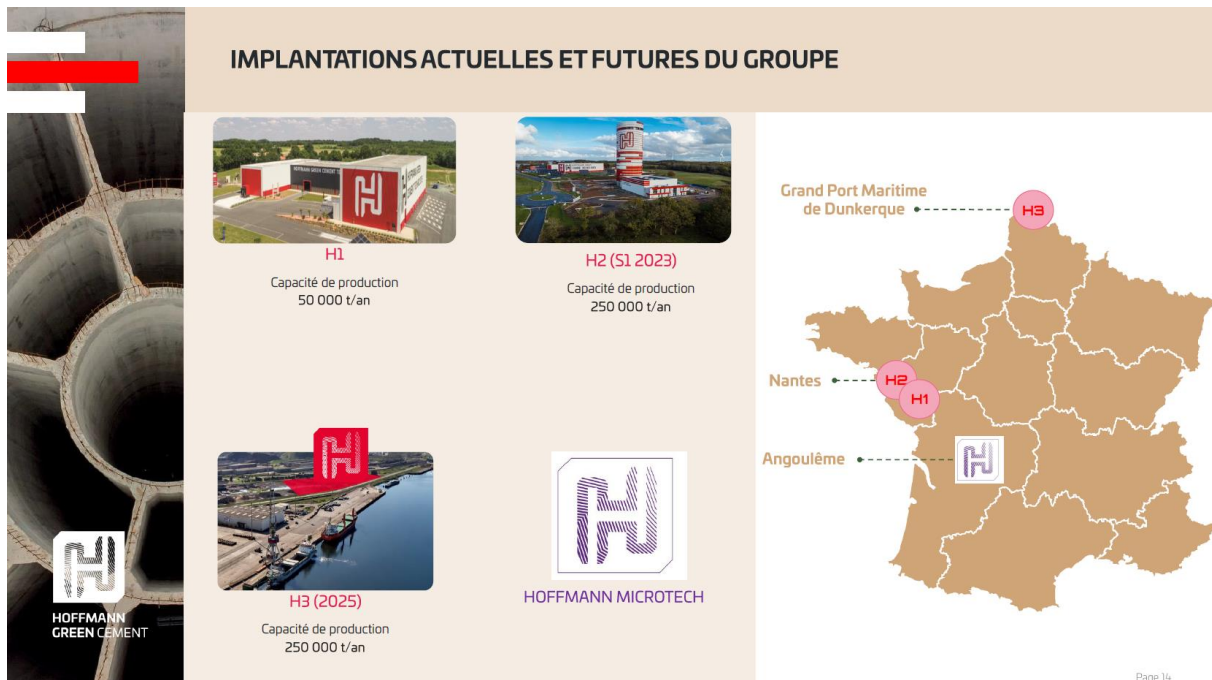 IMPLANTATIONS ACTUELLES ET FUTURES DU GROUPE
H1
Capacité de production
50 000 t/an
H2 (S1 2023)
Capacité de production
250 000 t/an
H3 (2025)
Capacité de production
250 000 t/an
HOFFMANN MICROTECH
Grand Port Maritime
de Dunkerque
H3
Nantes
H2
H1
Angoulême
HOFFMANN
GREEN CEMENT
Page 14